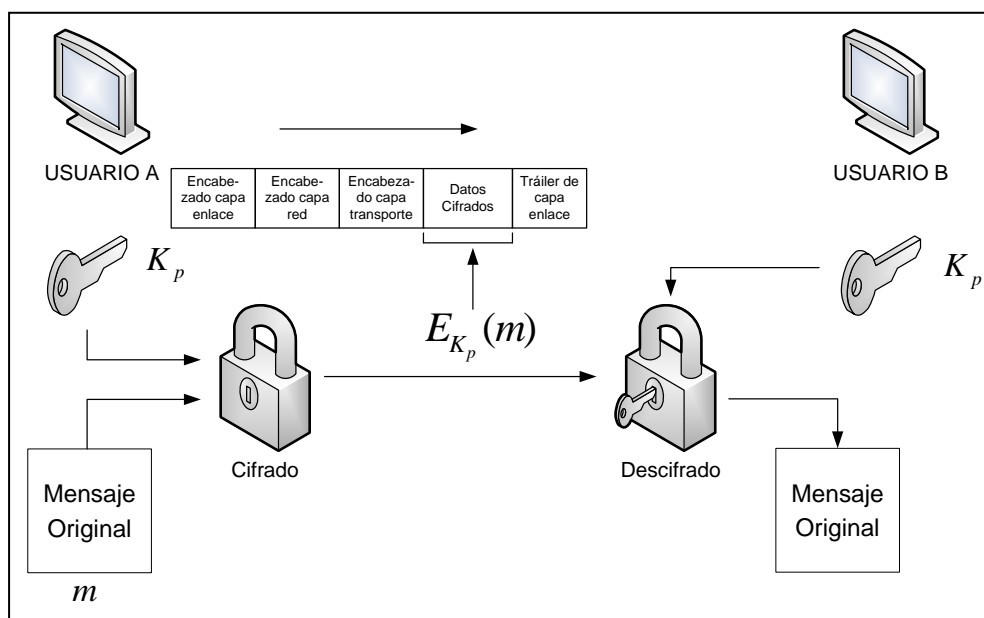 USUARIO A
USUARIO B
Encabe-
zado capa
enlace
Encabe-
zado capa
red
Encabeza-
do capa
transporte
Datos
Cifrados
Tráiler de
capa
enlace
K_p
K_p
E_{K_p}(m)
Cifrado
Descifrado
Mensaje
Original
Mensaje
Original
m